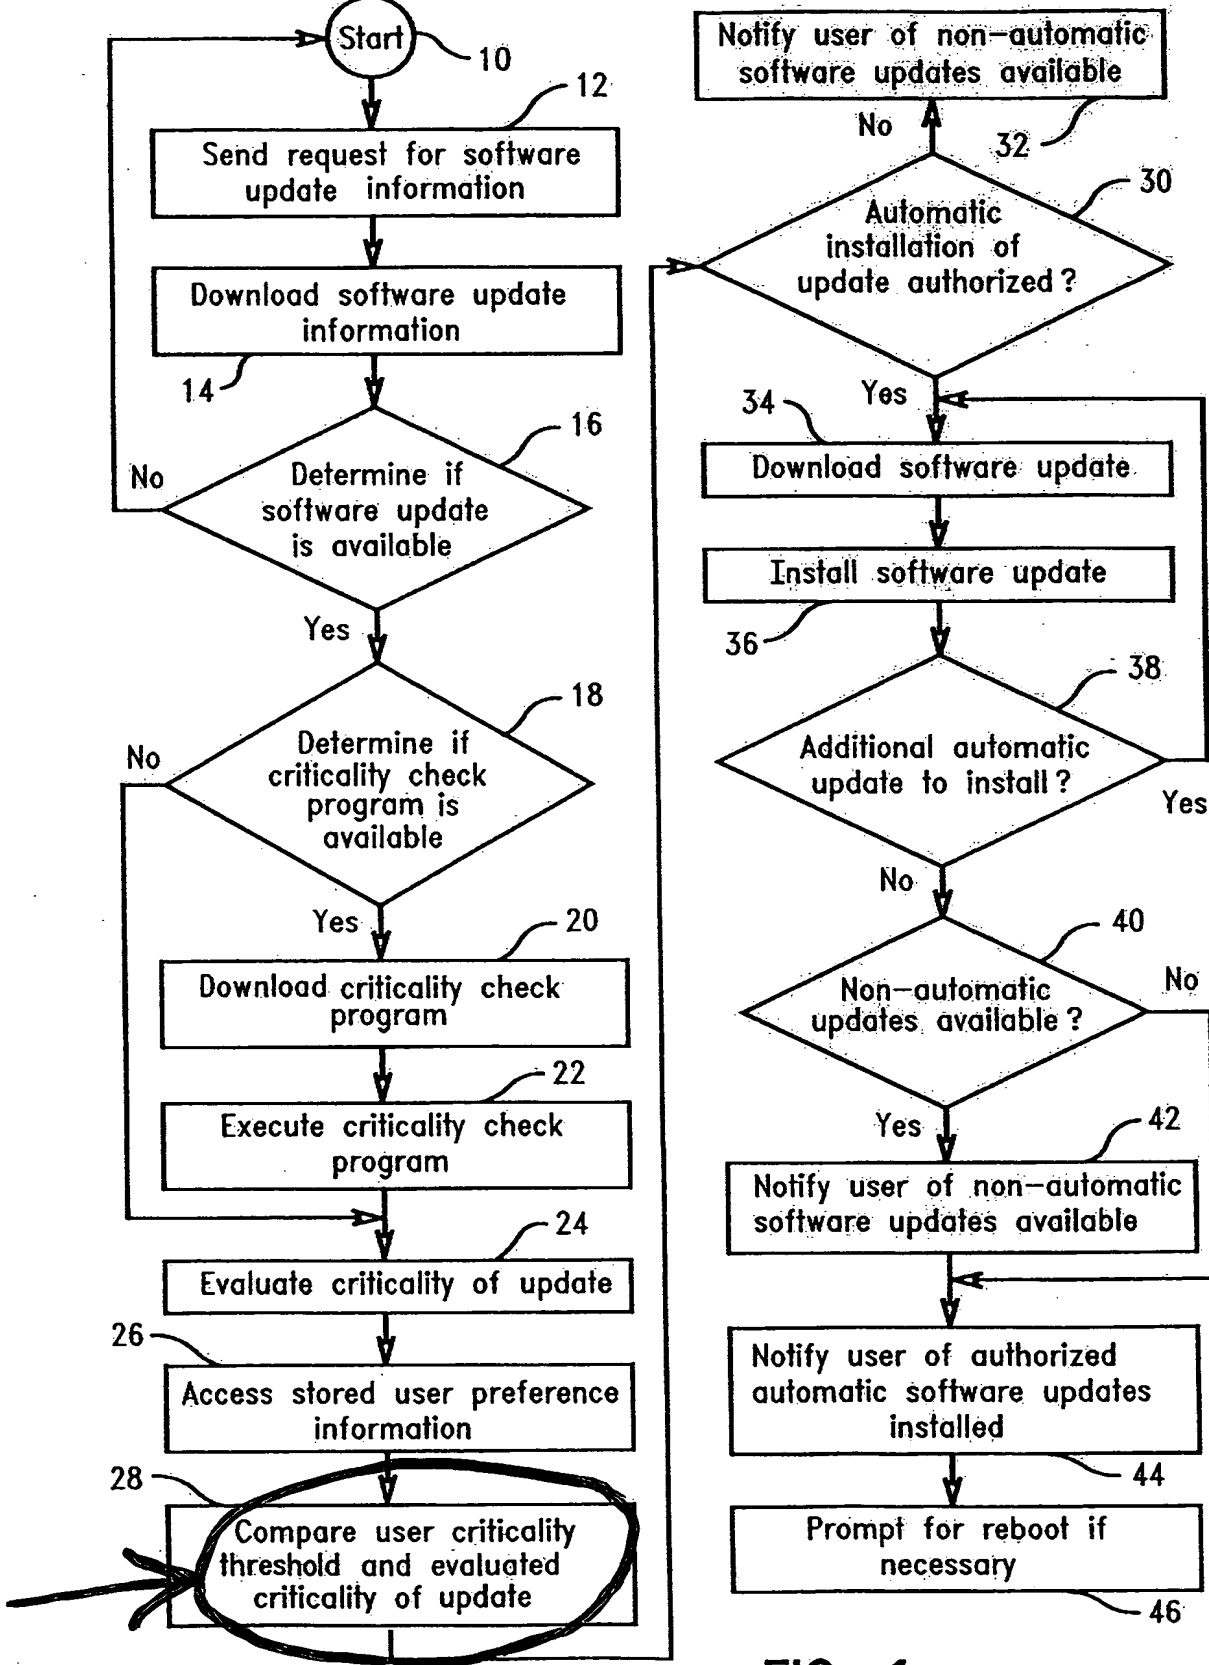 Start
10
12
Send request for software
update information
Download software update
information
14
16
No
Determine if
software update
is available
Yes
18
No
Determine if
criticality check
program is
available
Yes
20
Download criticality check
program
22
Execute criticality check
program
24
Evaluate criticality of update
26
Access stored user preference
information
28
Compare user criticality
threshold and evaluated
criticality of update
Notify user of non-automatic
software updates available
No
32
30
Automatic
installation of
update authorized?
Yes
34
Download software update
Install software update
36
38
Additional automatic
update to install?
Yes
No
40
Non-automatic
updates available?
No
Yes
42
Notify user of non-automatic
software updates available
Notify user of authorized
automatic software updates
installed
44
Prompt for reboot if
necessary
46